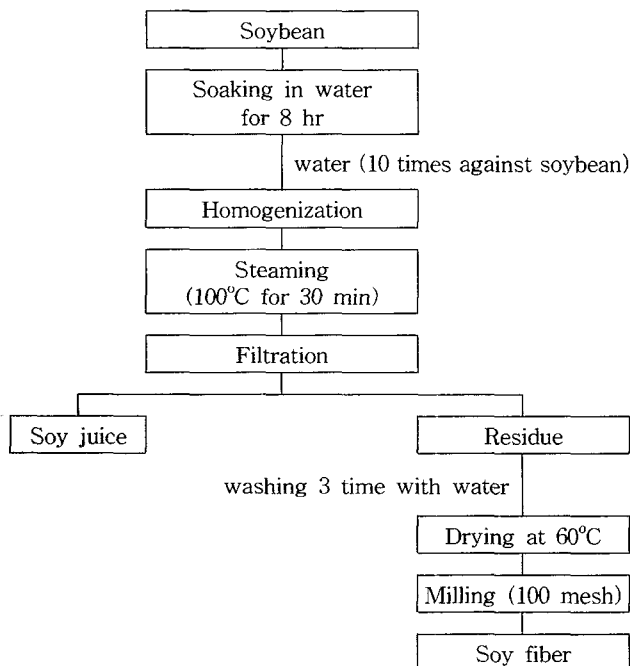 Soybean
Soaking in water
for 8 hr
water (10 times against soybean)
Homogenization
Steaming
(100°C for 30 min)
Filtration
Soy juice
Residue
washing 3 time with water
Drying at 60°C
Milling (100 mesh)
Soy fiber